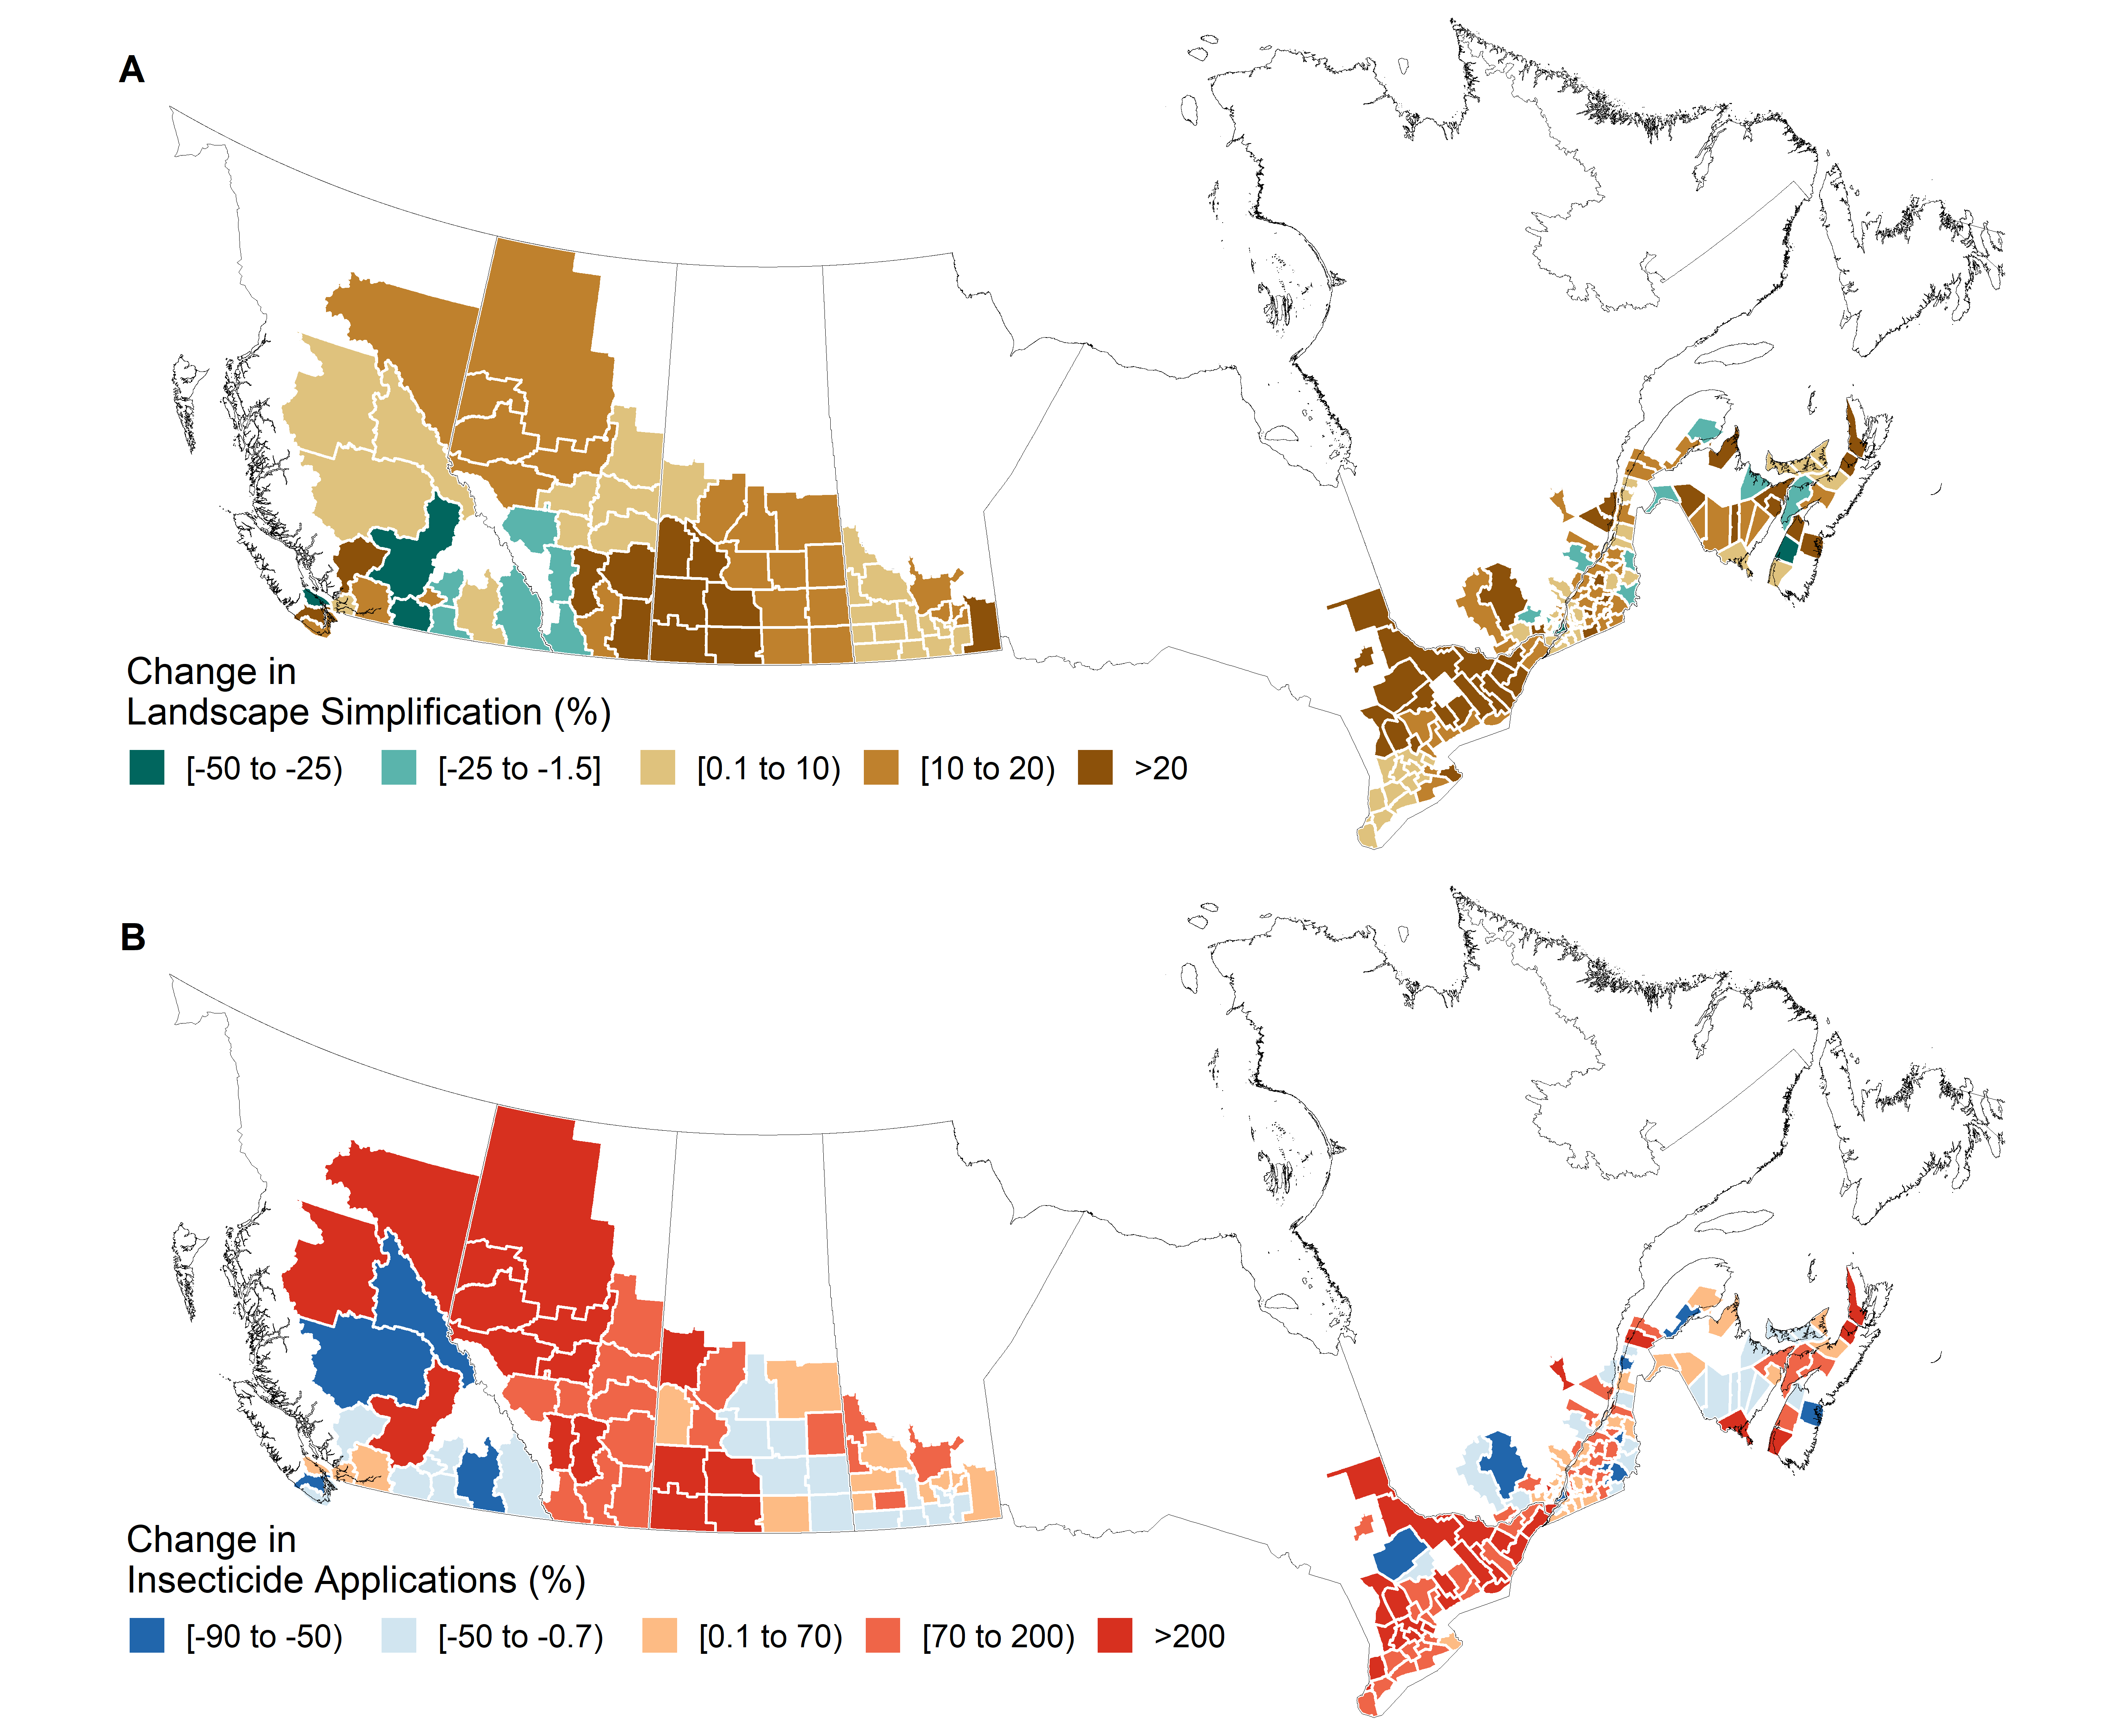 A
Change in
Landscape Simplification (%)
[-50 to -25) [-25 to -1.5] [0.1 to 10) [10 to 20) >20
B
Change in
Insecticide Applications (%)
[-90 to -50) [-50 to -0.7) [0.1 to 70) [70 to 200) >200